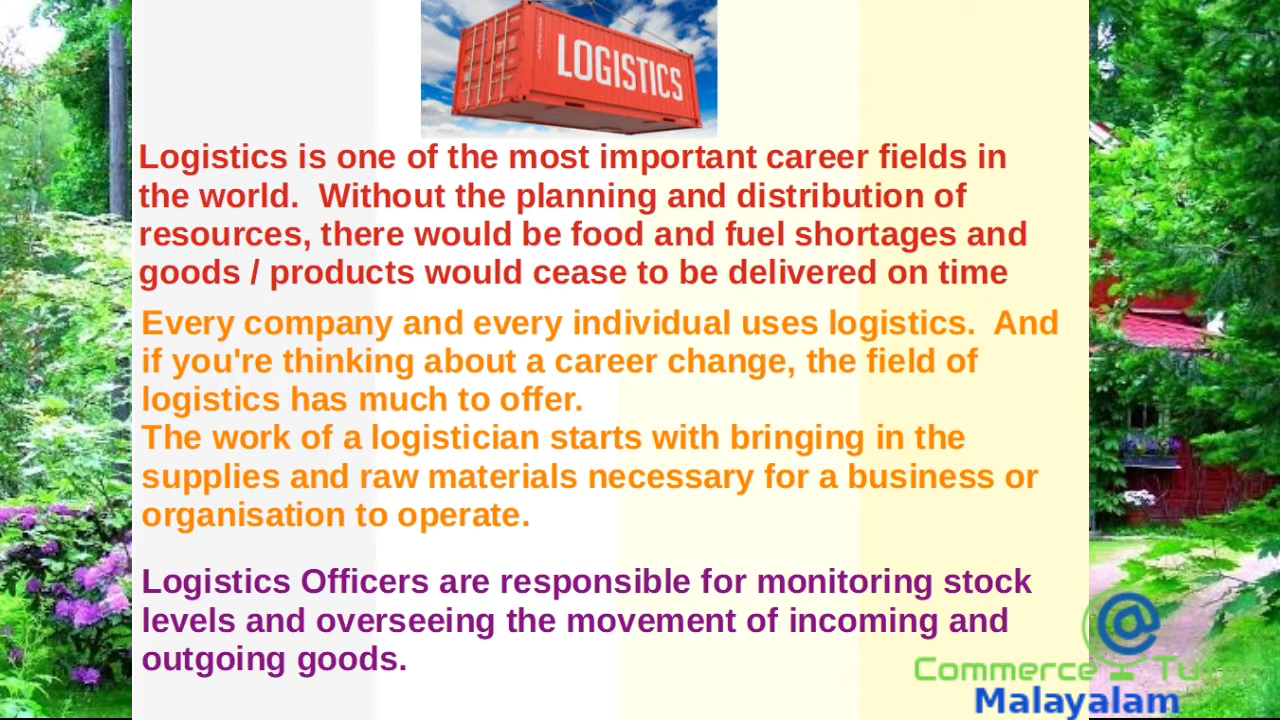 LOGISTICS
Logistics is one of the most important career fields in
the world.  Without the planning and distribution of
resources, there would be food and fuel shortages and
goods / products would cease to be delivered on time
Every company and every individual uses logistics.  And
if you're thinking about a career change, the field of
logistics has much to offer.
The work of a logistician starts with bringing in the
supplies and raw materials necessary for a business or
organisation to operate.
Logistics Officers are responsible for monitoring stock
levels and overseeing the movement of incoming and
outgoing goods.
@
Commerce
Malayalam